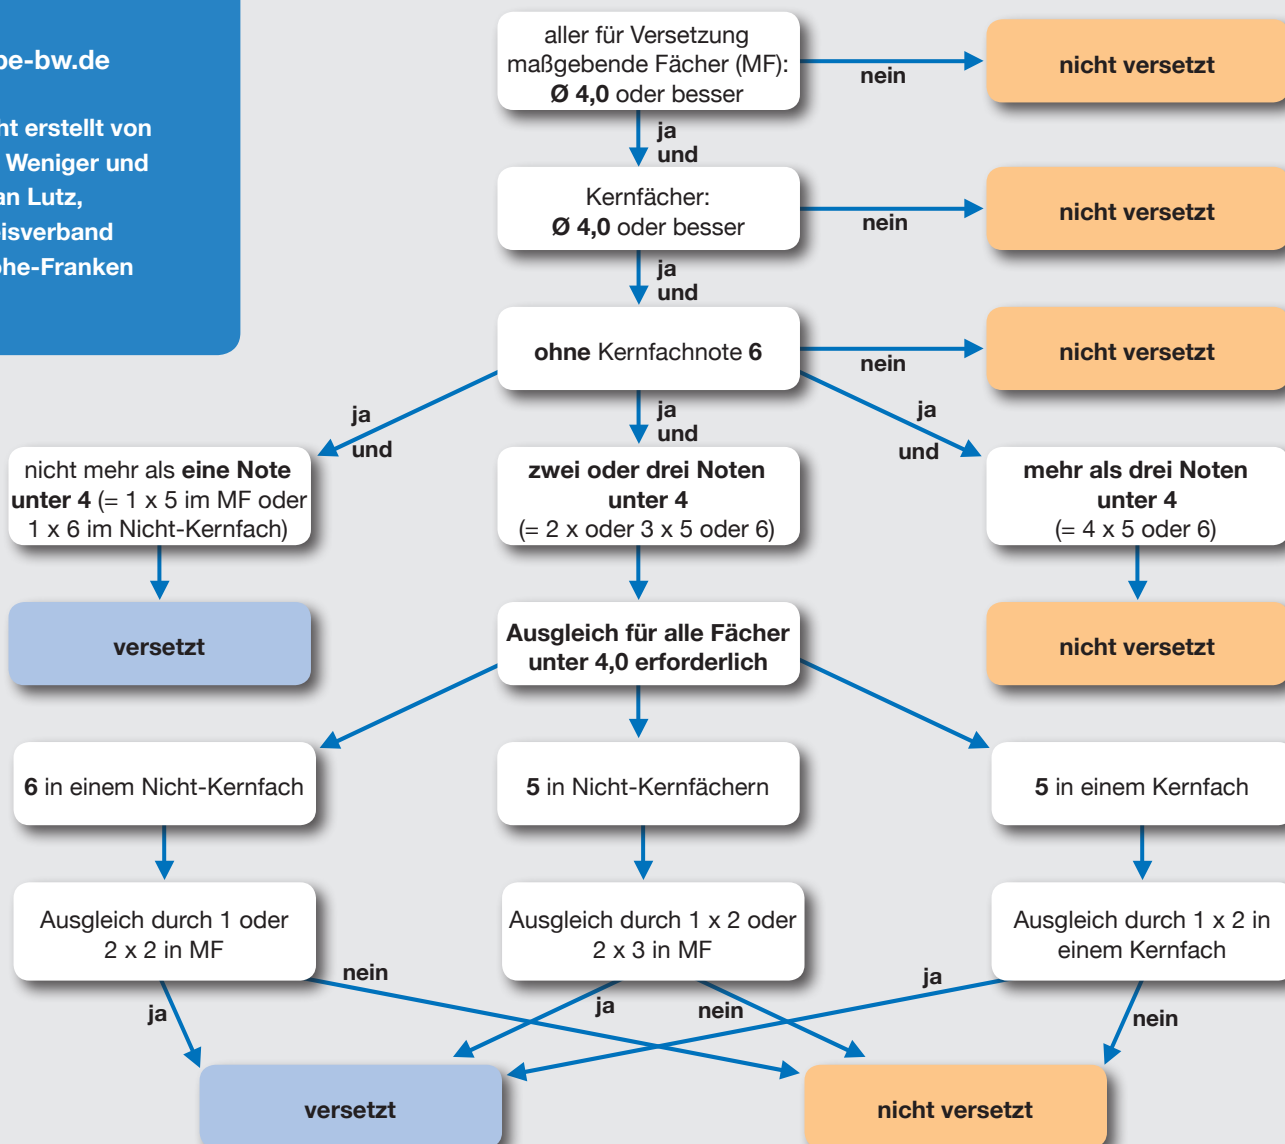 be-bw.de
erstellt von
Weniger und
Lutz,
aller für Versetzung
maßgebende Fächer (MF):
Ø 4,0 oder besser
nein
nicht versetzt
ja
und
Kernfächer:
Ø 4,0 oder besser
nein
nicht versetzt
ja
und
ohne Kernfachnote 6
nein
nicht versetzt
ja
und
ja
und
ja
und
nicht mehr als eine Note
unter 4 (= 1 x 5 im MF oder
1 x 6 im Nicht-Kernfach)
zwei oder drei Noten
unter 4
(= 2 x oder 3 x 5 oder 6)
mehr als drei Noten
unter 4
(= 4 x 5 oder 6)
versetzt
Ausgleich für alle Fächer
unter 4,0 erforderlich
nicht versetzt
6 in einem Nicht-Kernfach
5 in Nicht-Kernfächern
5 in einem Kernfach
Ausgleich durch 1 oder
2 x 2 in MF
Ausgleich durch 1 x 2 oder
2 x 3 in MF
Ausgleich durch 1 x 2 in
einem Kernfach
ja
nein
ja
nein
ja
nein
versetzt
nicht versetzt